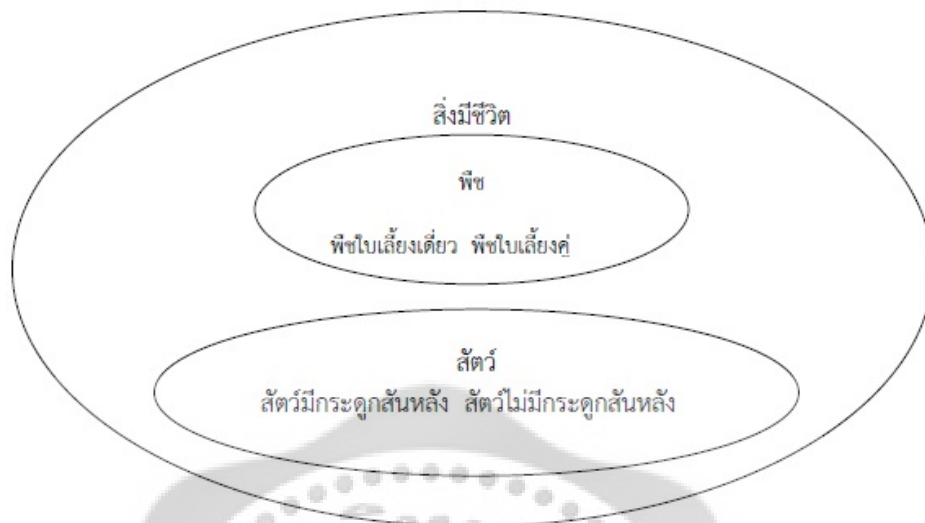 สิ่งมีชีวิต
พืช
พืชใบเลี้ยงเดี่ยว พืชใบเลี้ยงคู่
สัตว์
สัตว์มีกระดูกสันหลัง สัตว์ไม่มีกระดูกสันหลัง